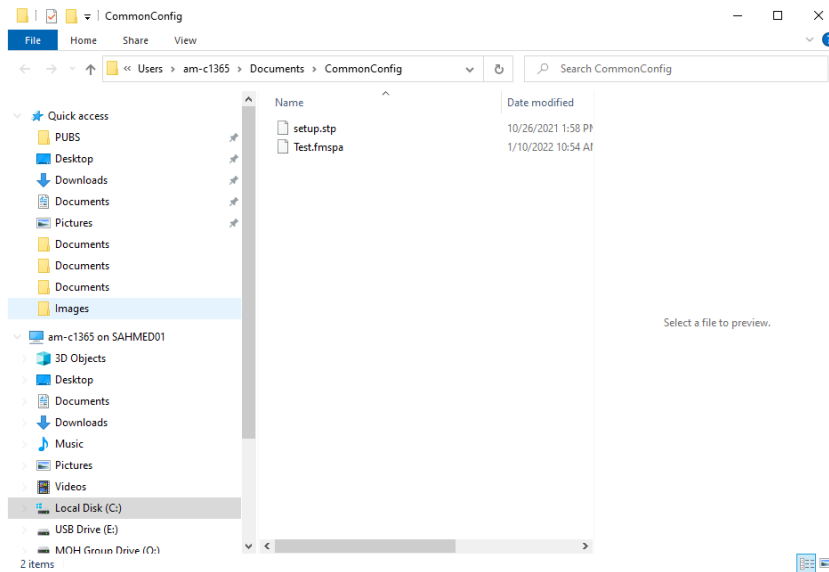 CommonConfig
File Home Share View
« Users > am-c1365 > Documents > CommonConfig
Search CommonConfig
Quick access
PUBS
Desktop
Downloads
Documents
Pictures
Documents
Documents
Documents
Images
am-c1365 on SAHMED01
3D Objects
Desktop
Documents
Downloads
Music
Pictures
Videos
Local Disk (C:)
USB Drive (E:)
MOH Group Drive (O:)
Name Date modified
setup.stp 10/26/2021 1:58 PM
Test.fmspa 1/10/2022 10:54 AM
Select a file to preview.
2 items